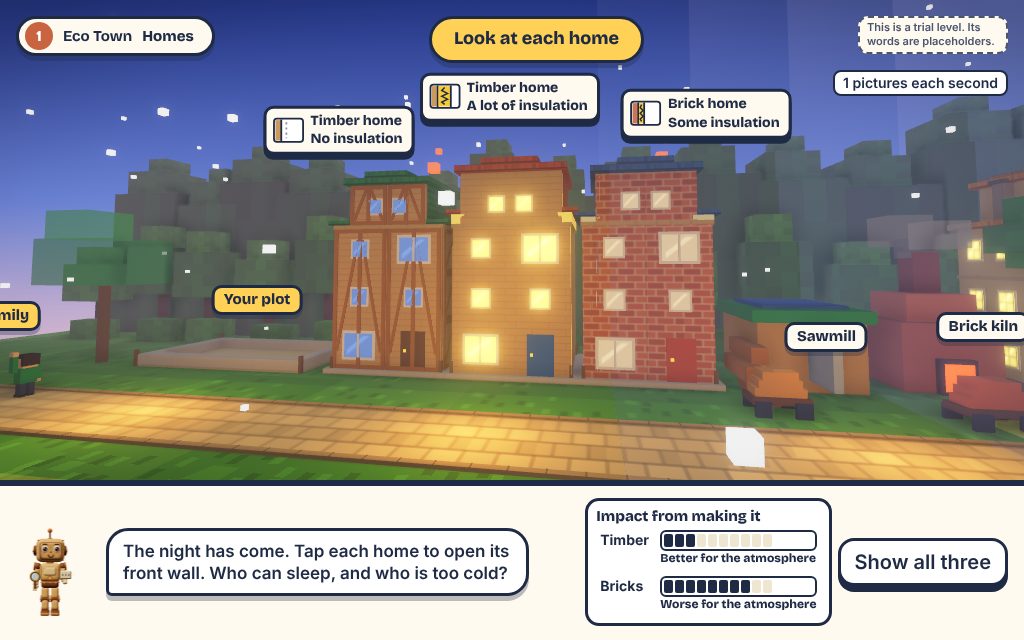 1 Eco Town Homes
Look at each home
This is a trial level. Its
words are placeholders.
1 pictures each second
Timber home
A lot of insulation
Brick home
Some insulation
Timber home
No insulation
Your plot
mily
Sawmill
Brick kiln
The night has come. Tap each home to open its
front wall. Who can sleep, and who is too cold?
Impact from making it
Timber
Better for the atmosphere
Bricks
Worse for the atmosphere
Show all three